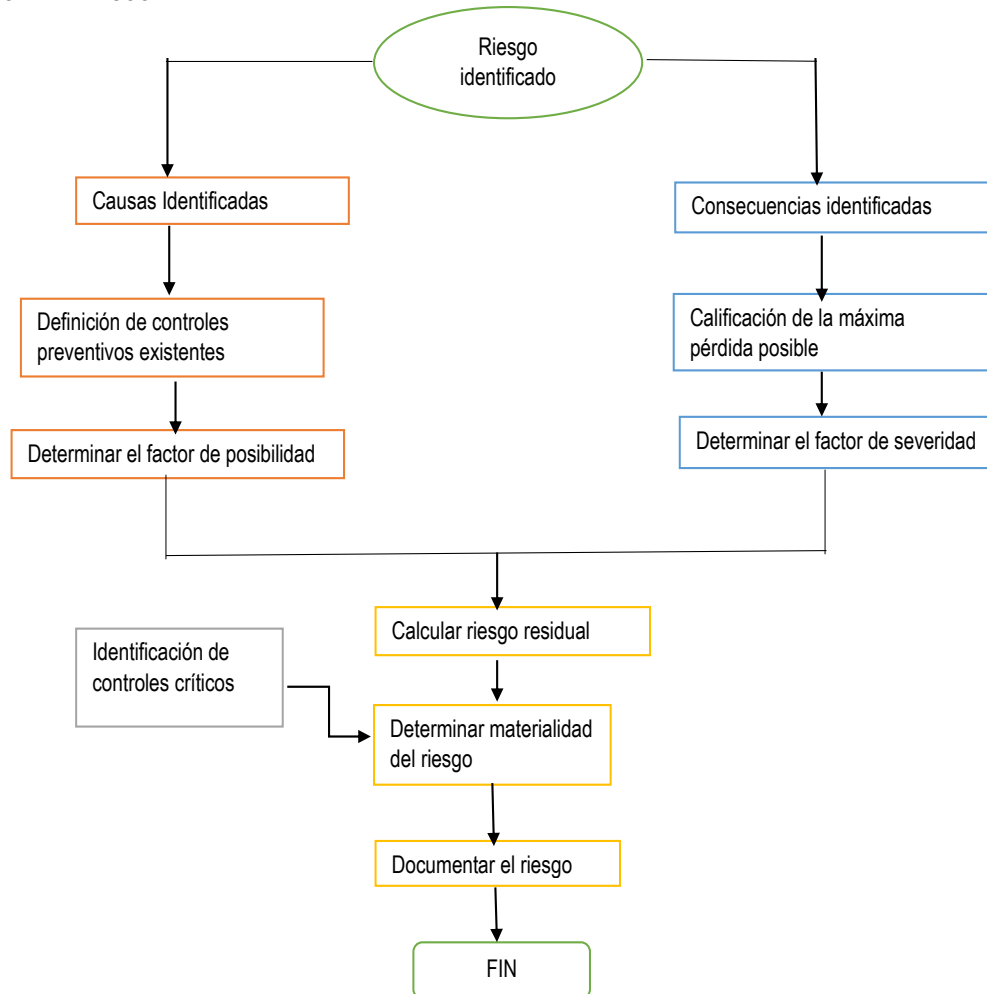 Riesgo
identificado
Causas Identificadas
Consecuencias identificadas
Definición de controles
preventivos existentes
Calificación de la máxima
pérdida posible
Determinar el factor de posibilidad
Determinar el factor de severidad
Calcular riesgo residual
Identificación de
controles críticos
Determinar materialidad
del riesgo
Documentar el riesgo
FIN